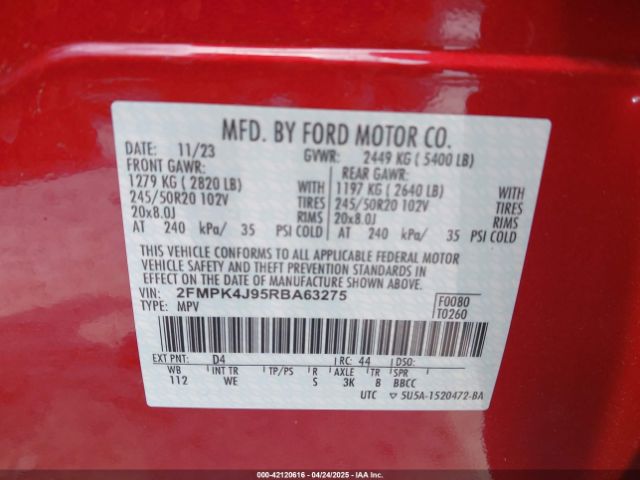 MFD. BY FORD MOTOR CO.
DATE: 11/23 GVWR: 2449 KG (5400 LB)
FRONT GAWR: REAR GAWR:
1279 KG (2820 LB) WITH 1197 KG (2640 LB) WITH
245/50R20 102V TIRES 245/50R20 102V TIRES
20x8.0J RIMS 20x8.0J RIMS
AT 240 kPa/ 35 PSI COLD AT 240 kPa/ 35 PSI COLD
THIS VEHICLE CONFORMS TO ALL APPLICABLE FEDERAL MOTOR
VEHICLE SAFETY AND THEFT PREVENTION STANDARDS IN
EFFECT ON THE DATE OF MANUFACTURE SHOWN ABOVE.
VIN: 2FMPK4J95RBA63275 F0080
TYPE: MPV T0260
EXT PNT: D4 RC: 44 DSO:
WB INT TR TP/PS R AXLE TR SPR
112 WE S 3K 8 BBCC
UTC ▽ 5U5A-1520472-BA
000-42120616 - 04/24/2025 - IAA Inc.